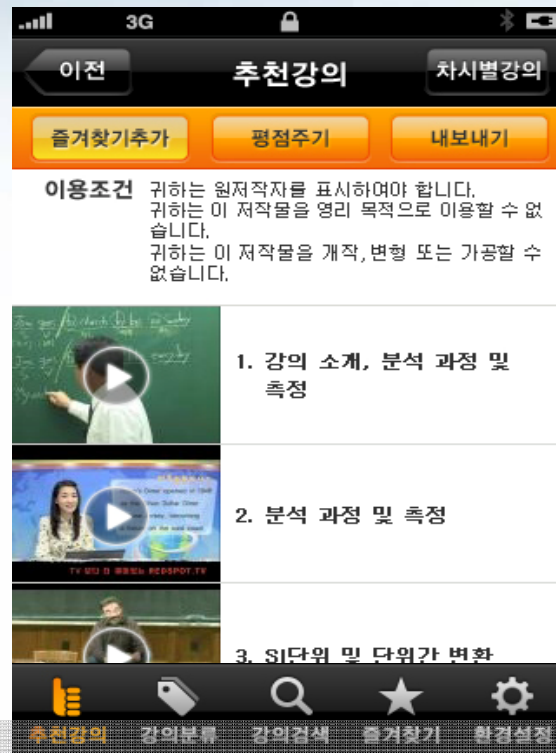 3G
이전
추천강의
차시별강의
즐겨찾기추가
평점주기
내보내기
이용조건
귀하는 원저작자를 표시하여야 합니다.
귀하는 이 저작물을 영리 목적으로 이용할 수 없
습니다.
귀하는 이 저작물을 개작,변형 또는 가공할 수
없습니다.
1. 강의 소개, 분석 과정 및
측정
2. 분석 과정 및 측정
REDSPOT.TV
3. SI단위 및 단위간 변환
추천강의
강의분류
강의검색
즐겨찾기
환경설정